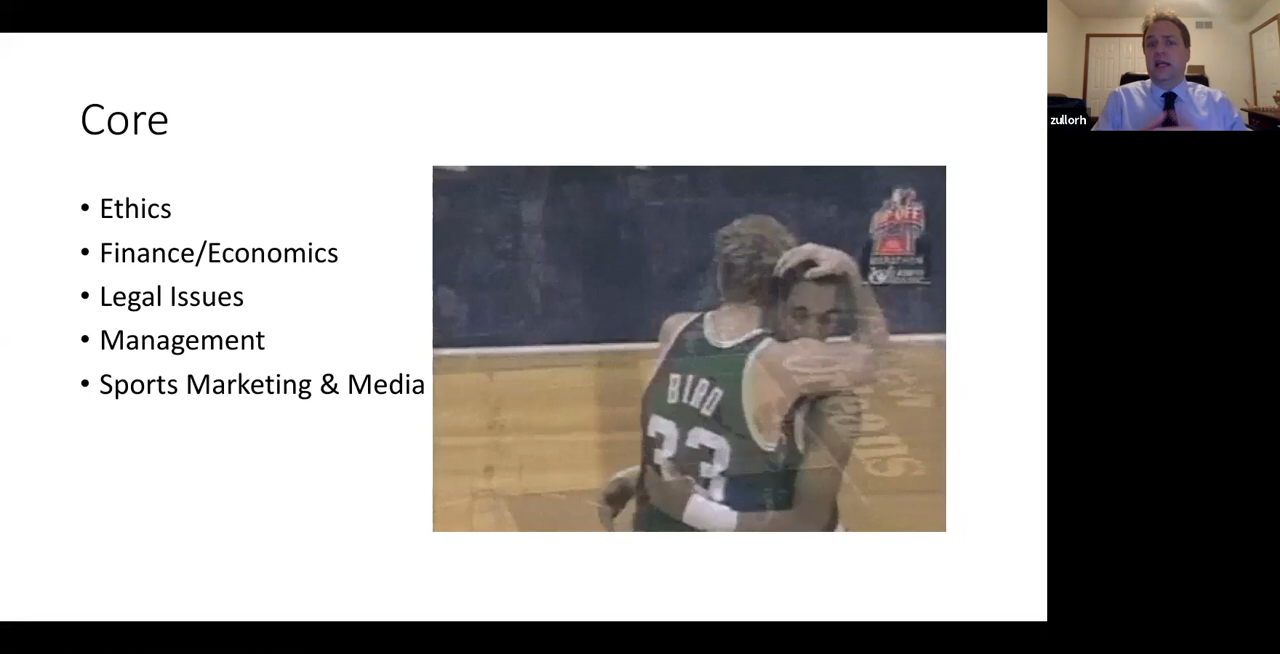 Core
• Ethics
• Finance/Economics
• Legal Issues
• Management
• Sports Marketing & Media
BIRD
33
zullorh